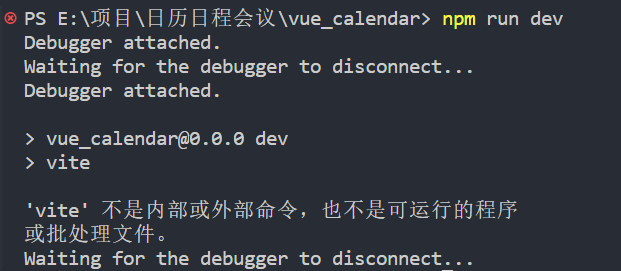 PS E:\项目\日历日程会议\vue_calendar> npm run dev
Debugger attached.
Waiting for the debugger to disconnect...
Debugger attached.
> vue_calendar@0.0.0 dev
> vite
'vite' 不是内部或外部命令，也不是可运行的程序
或批处理文件。
Waiting for the debugger to disconnect...